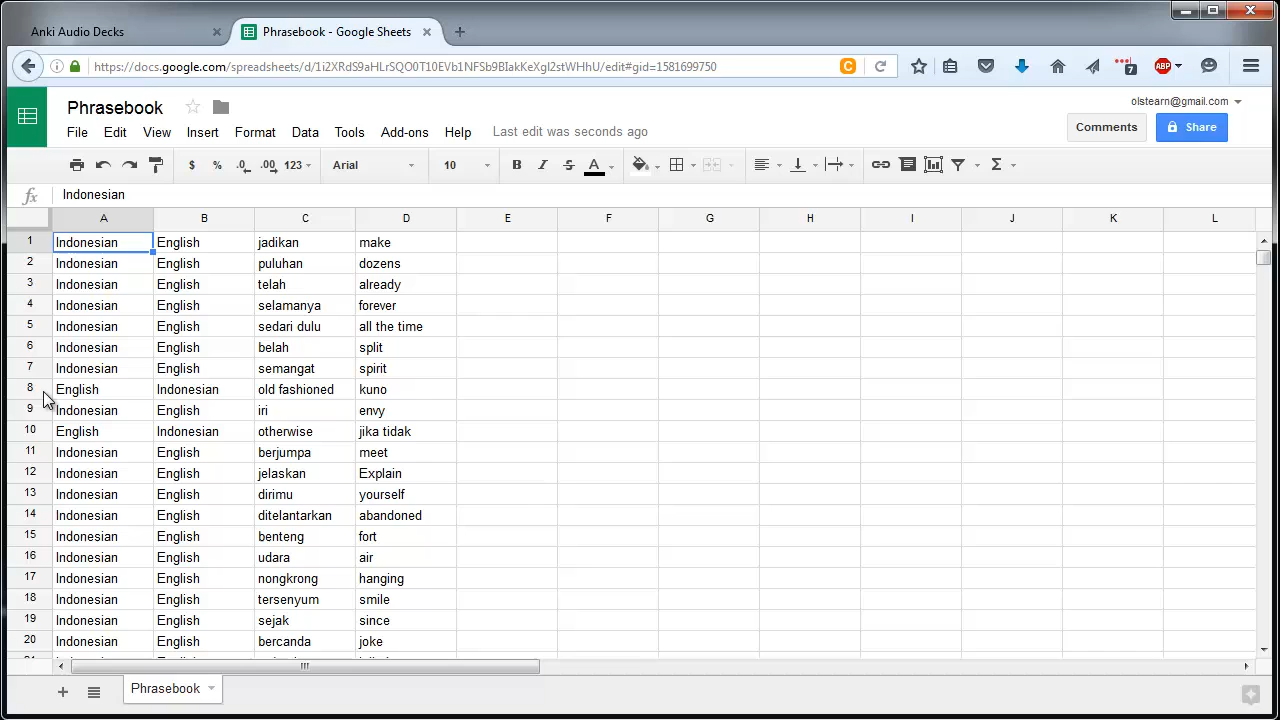 Anki Audio Decks
Phrasebook - Google Sheets
https://docs.google.com/spreadsheets/d/1i2XRdS9aHLrSQO0T10EVb1NFSb9BIakKeXgI2stWHhU/edit#gid=1581699750
C
7
ABP
Phrasebook
olstearn@gmail.com
File Edit View Insert Format Data Tools Add-ons Help Last edit was seconds ago
Comments Share
$ % .0 .00 123 Arial 10 B I S A Σ
fx Indonesian
A B C D E F G H I J K L
1 Indonesian English jadikan make
2 Indonesian English puluhan dozens
3 Indonesian English telah already
4 Indonesian English selamanya forever
5 Indonesian English sedari dulu all the time
6 Indonesian English belah split
7 Indonesian English semangat spirit
8 English Indonesian old fashioned kuno
9 Indonesian English iri envy
10 English Indonesian otherwise jika tidak
11 Indonesian English berjumpa meet
12 Indonesian English jelaskan Explain
13 Indonesian English dirimu yourself
14 Indonesian English ditelantarkan abandoned
15 Indonesian English benteng fort
16 Indonesian English udara air
17 Indonesian English nongkrong hanging
18 Indonesian English tersenyum smile
19 Indonesian English sejak since
20 Indonesian English bercanda joke
Phrasebook